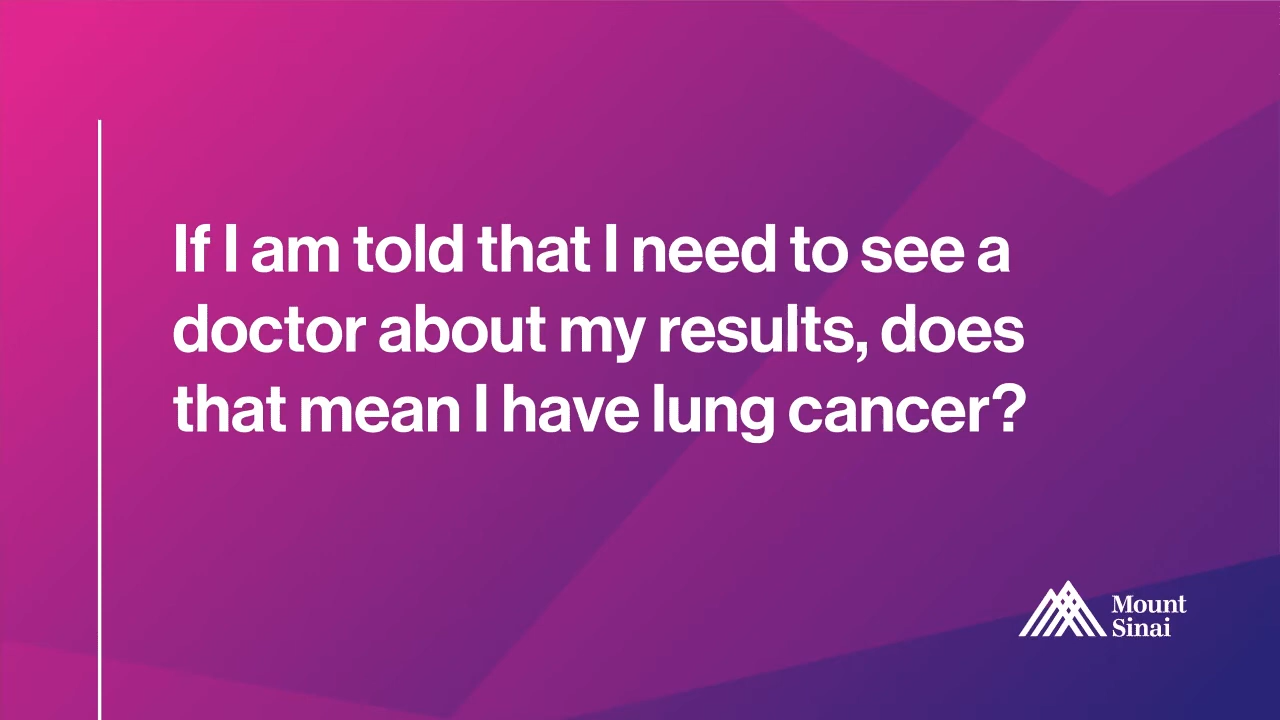 If I am told that I need to see a
doctor about my results, does
that mean I have lung cancer?
Mount
Sinai